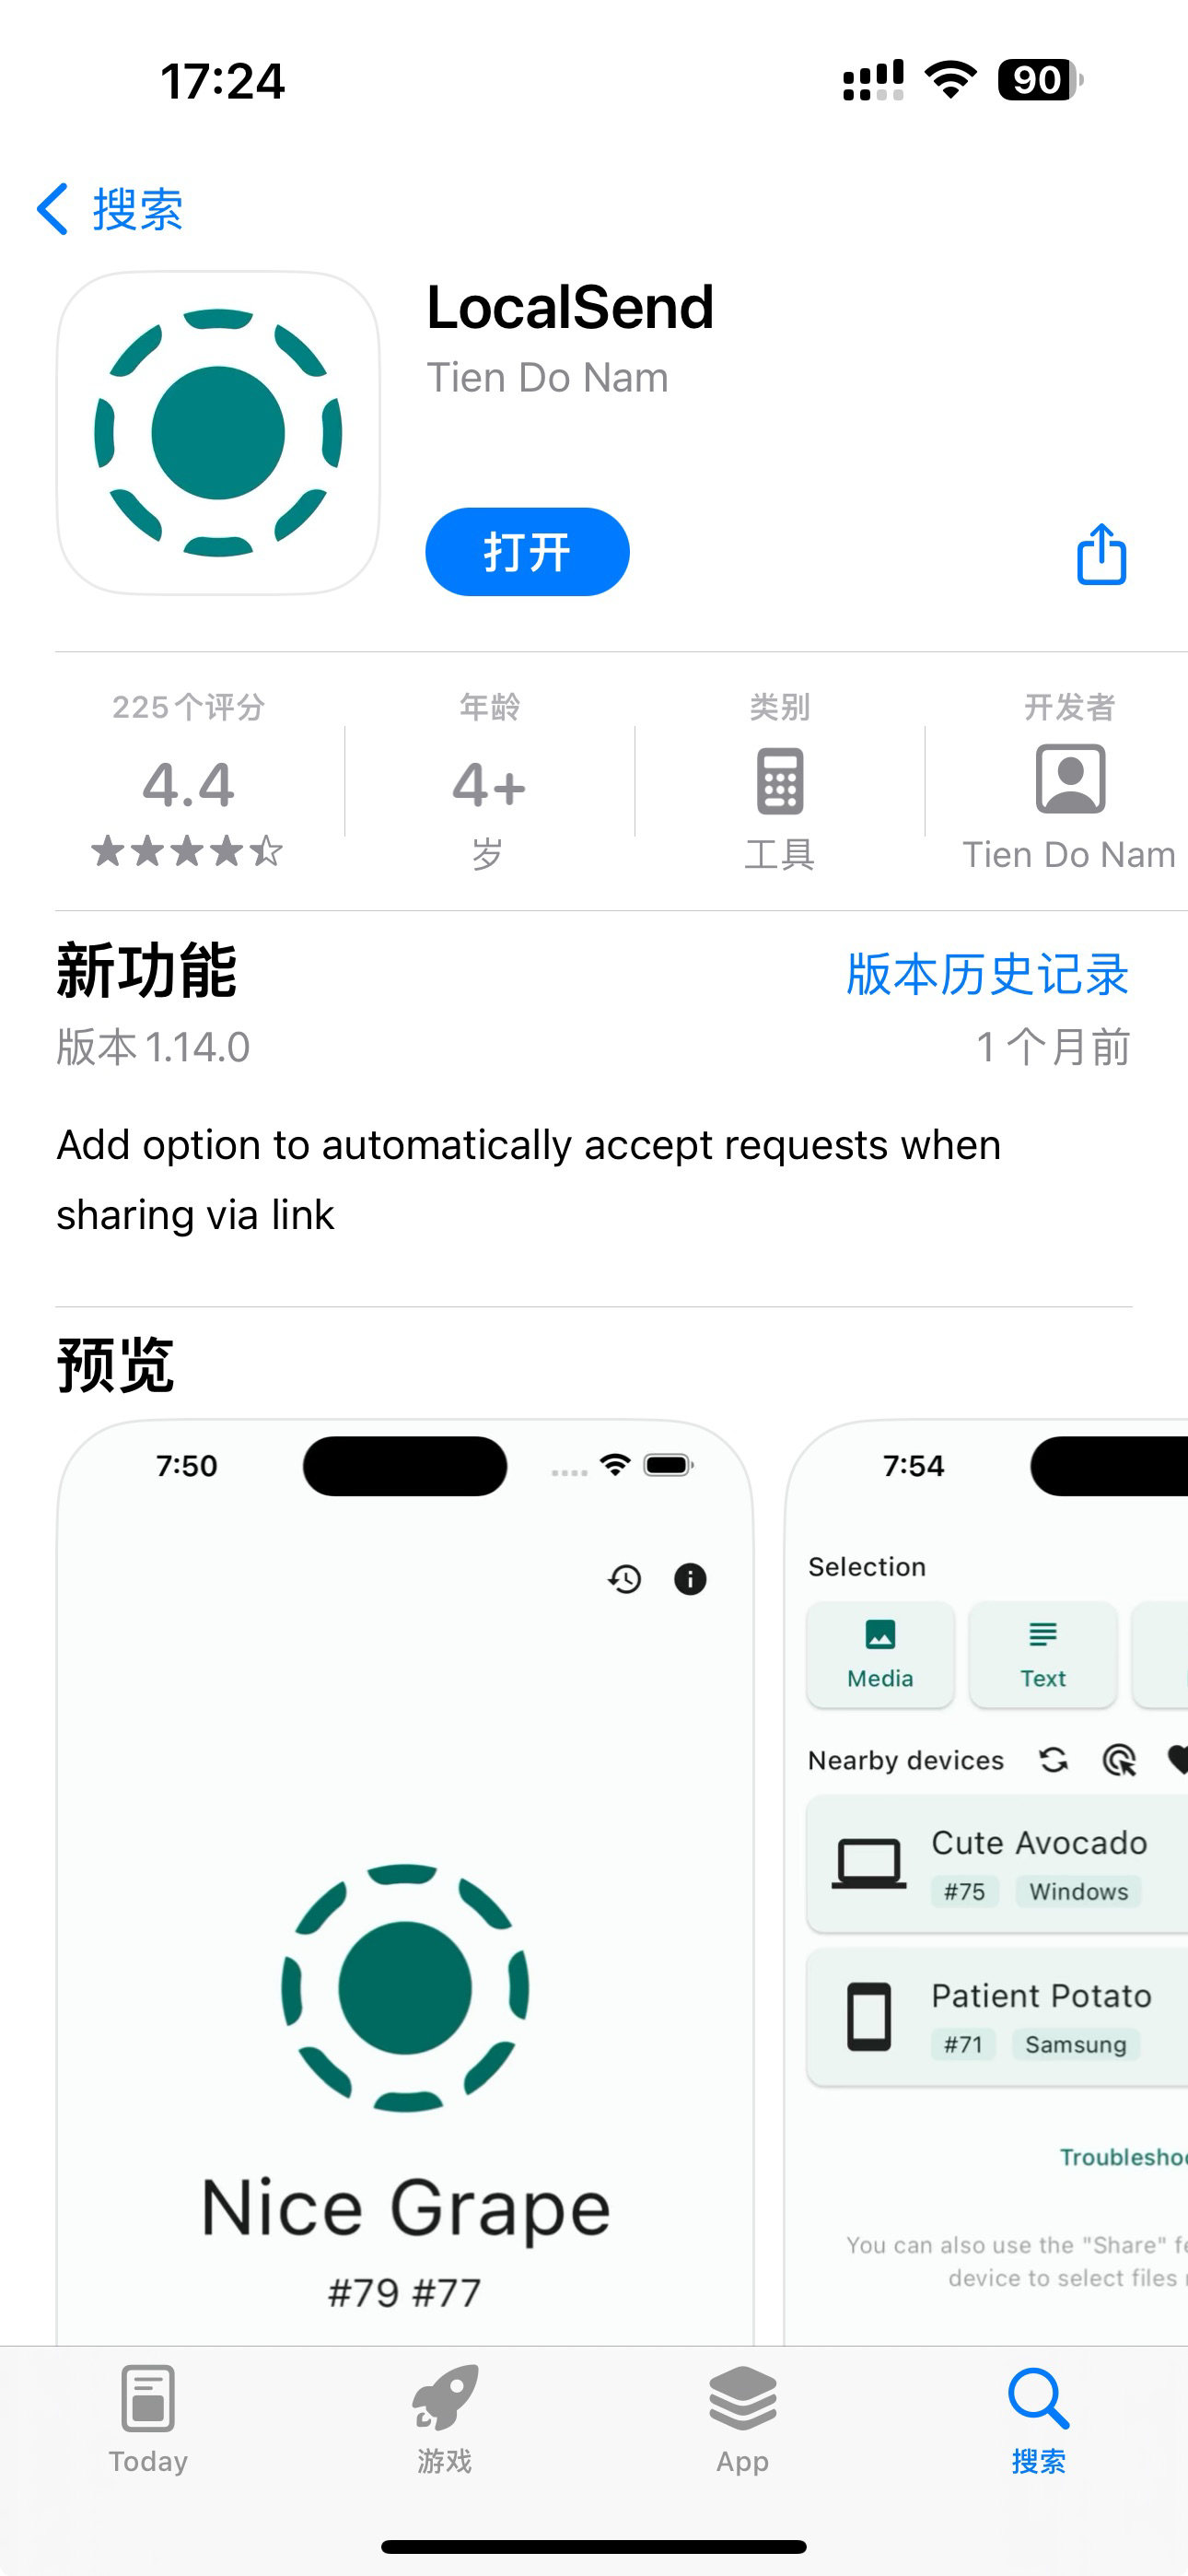 17:24
90
搜索
LocalSend
Tien Do Nam
打开
225个评分
4.4
年龄
4+
岁
类别
工具
开发者
Tien Do Nam
新功能
版本历史记录
版本 1.14.0
1 个月前
Add option to automatically accept requests when
sharing via link
预览
7:50
Nice Grape
#79 #77
7:54
Selection
Media
Text
Nearby devices
Cute Avocado
#75
Windows
Patient Potato
#71
Samsung
You can also use the "Share"
device to select files
Today
游戏
App
搜索